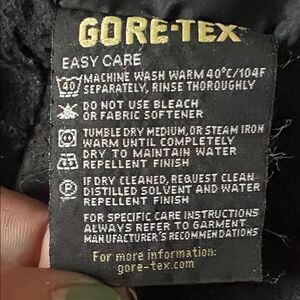 GORE-TEX
EASY CARE
40 MACHINE WASH WARM 40°C/104F
SEPARATELY, RINSE THOROUGHLY
DO NOT USE BLEACH
OR FABRIC SOFTENER
TUMBLE DRY MEDIUM, OR STEAM IRON
WARM UNTIL COMPLETELY
DRY TO MAINTAIN WATER
REPELLENT FINISH
P IF DRY CLEANED, REQUEST CLEAN
DISTILLED SOLVENT AND WATER
REPELLENT FINISH
FOR SPECIFIC CARE INSTRUCTIONS
ALWAYS REFER TO GARMENT
MANUFACTURER'S RECOMMENDATIONS
For more information:
gore-tex.com